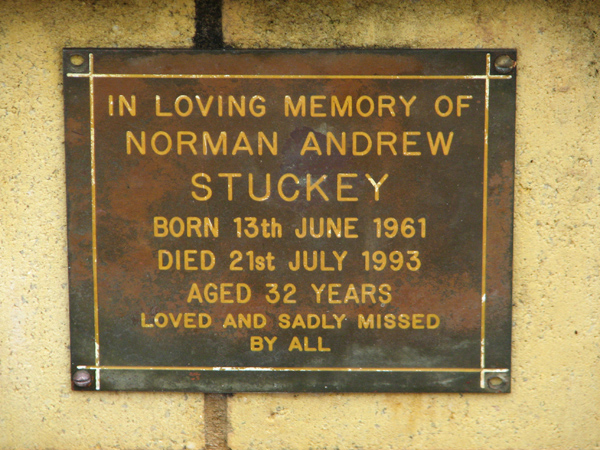 IN LOVING MEMORY OF
NORMAN ANDREW
STUCKEY
BORN 13th JUNE 1961
DIED 21st JULY 1993
AGED 32 YEARS
LOVED AND SADLY MISSED
BY ALL